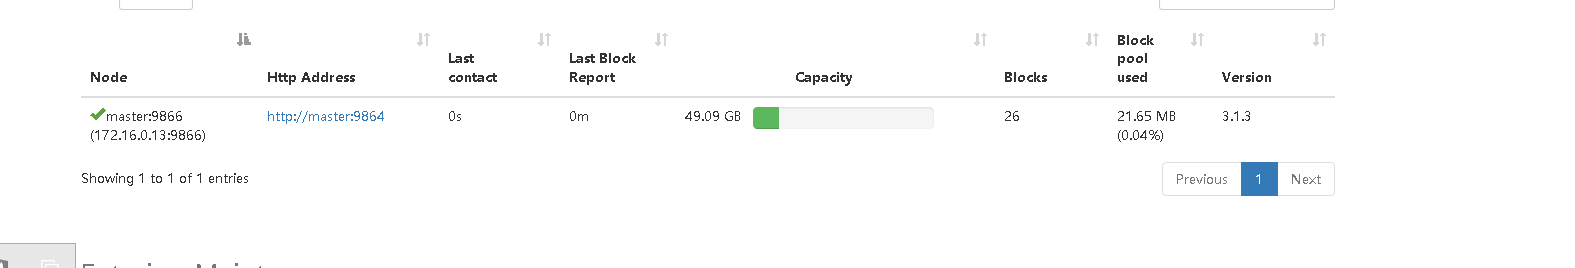 Node
Http Address
Last
contact
Last Block
Report
Capacity
Blocks
Block
pool
used
Version
master:9866
(172.16.0.13:9866)
http://master:9864
0s
0m
49.09 GB
26
21.65 MB
(0.04%)
3.1.3
Showing 1 to 1 of 1 entries
Previous
1
Next